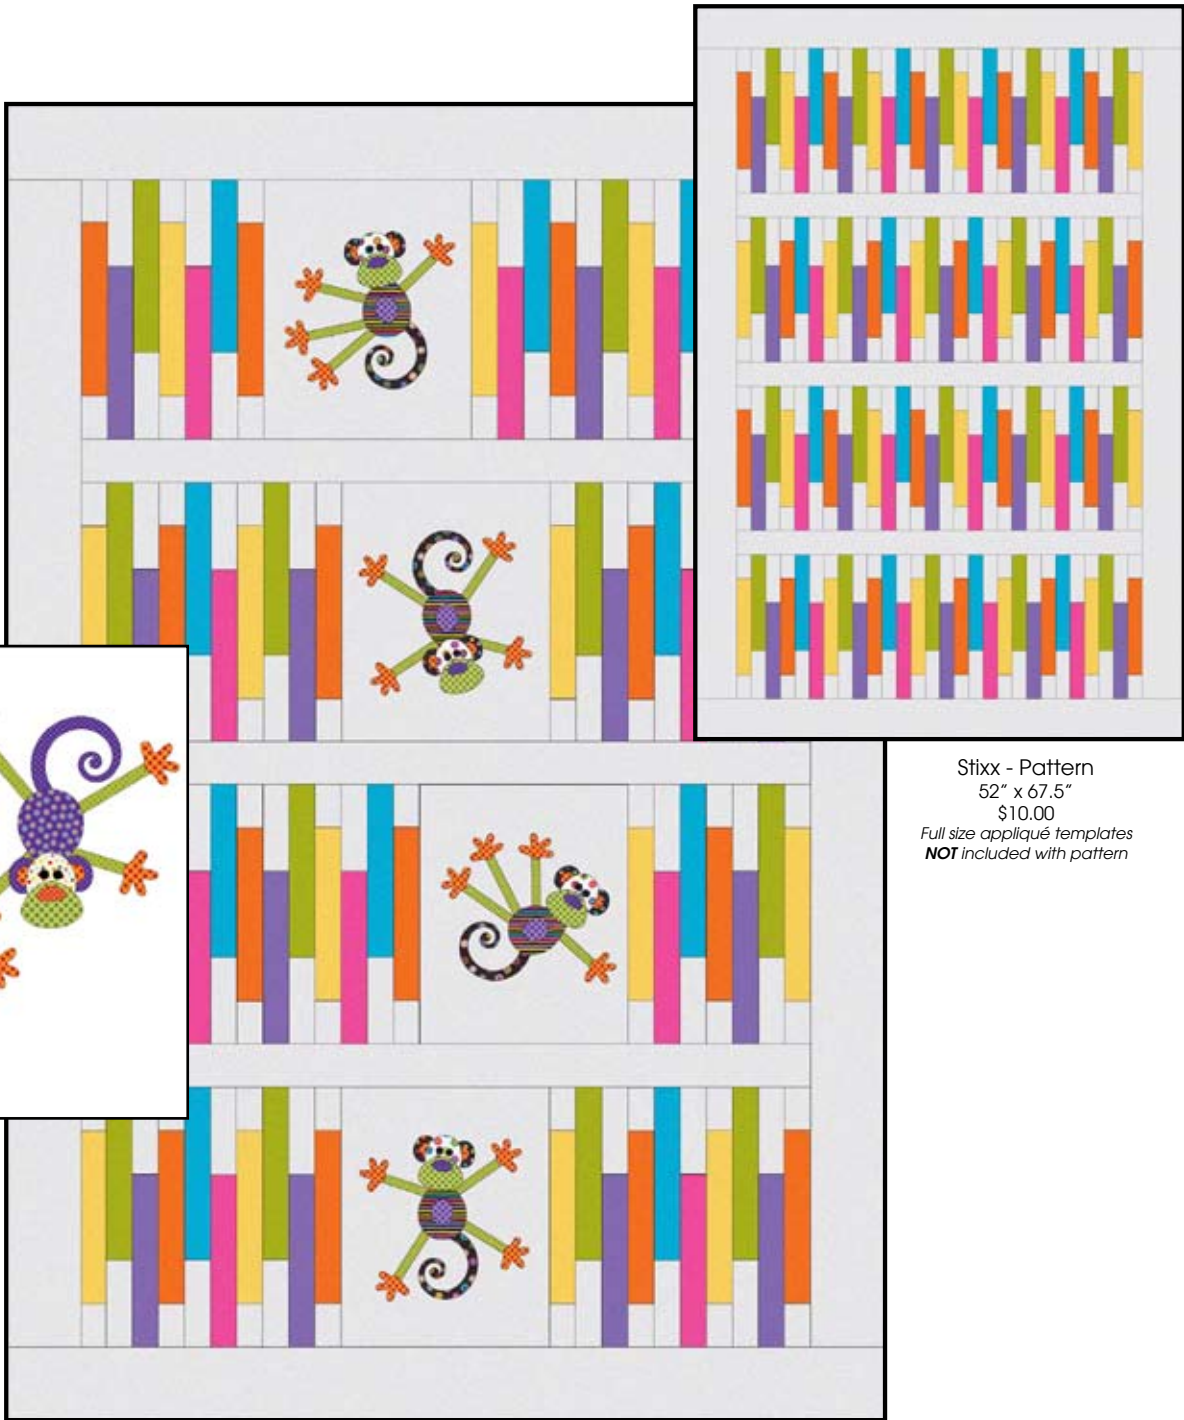 Stixx - Pattern
52” x 67.5”
$10.00
Full size appliqué templates
NOT included with pattern